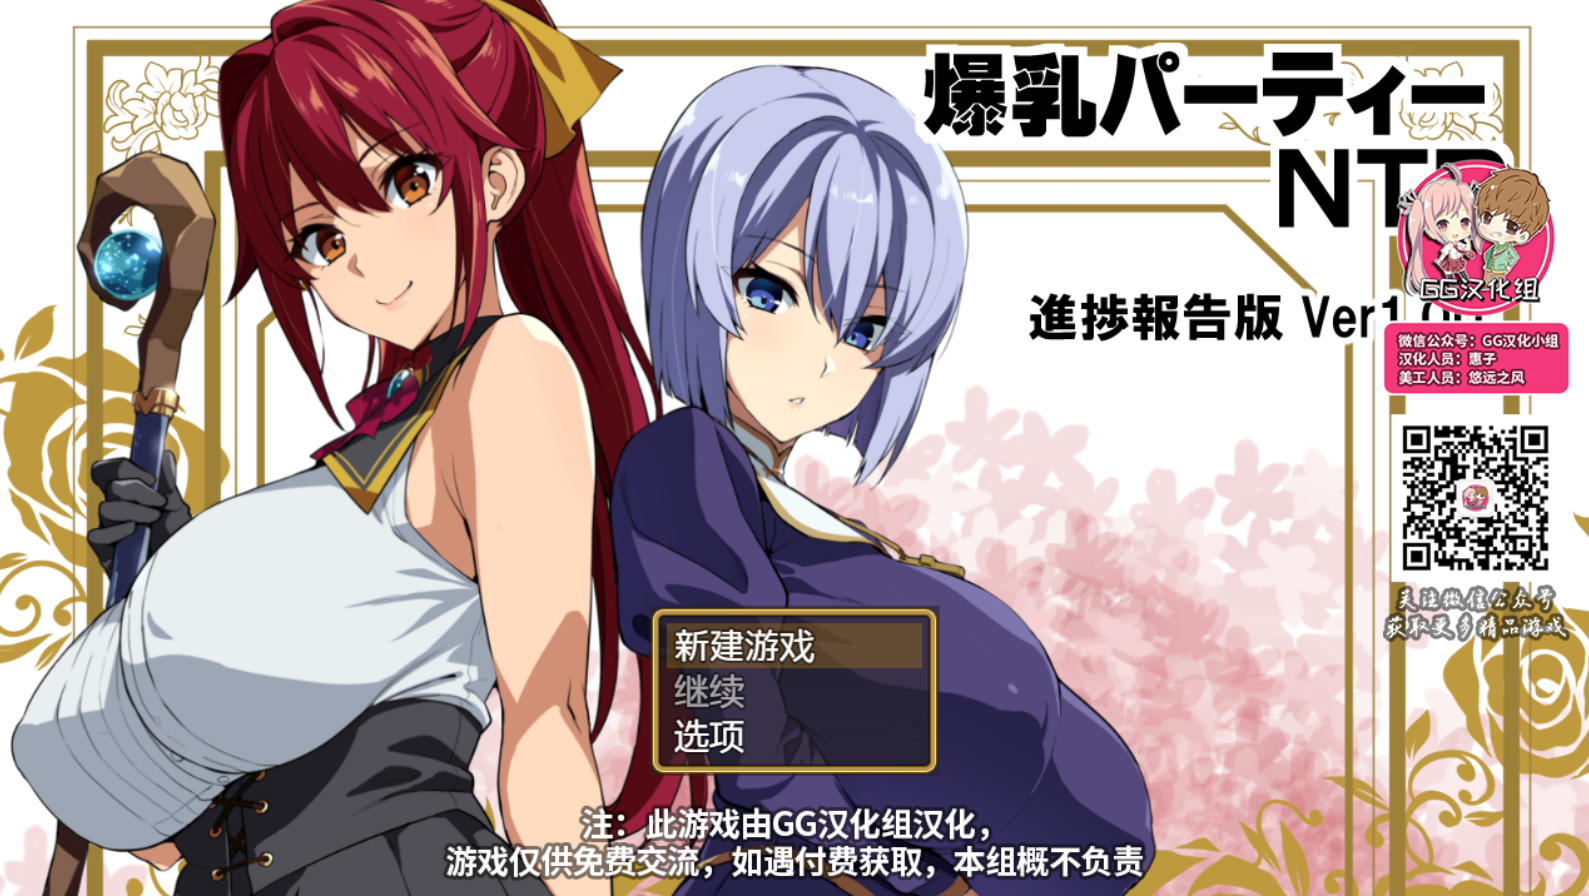 爆乳パーティー
NT
進捗報告版 Ver1.
GG汉化组
微信公众号：GG汉化小组
汉化人员：惠子
美工人员：悠远之风
关注微信公众号
获取更多精品游戏
新建游戏
继续
选项
注：此游戏由GG汉化组汉化，
游戏仅供免费交流，如遇付费获取，本组概不负责